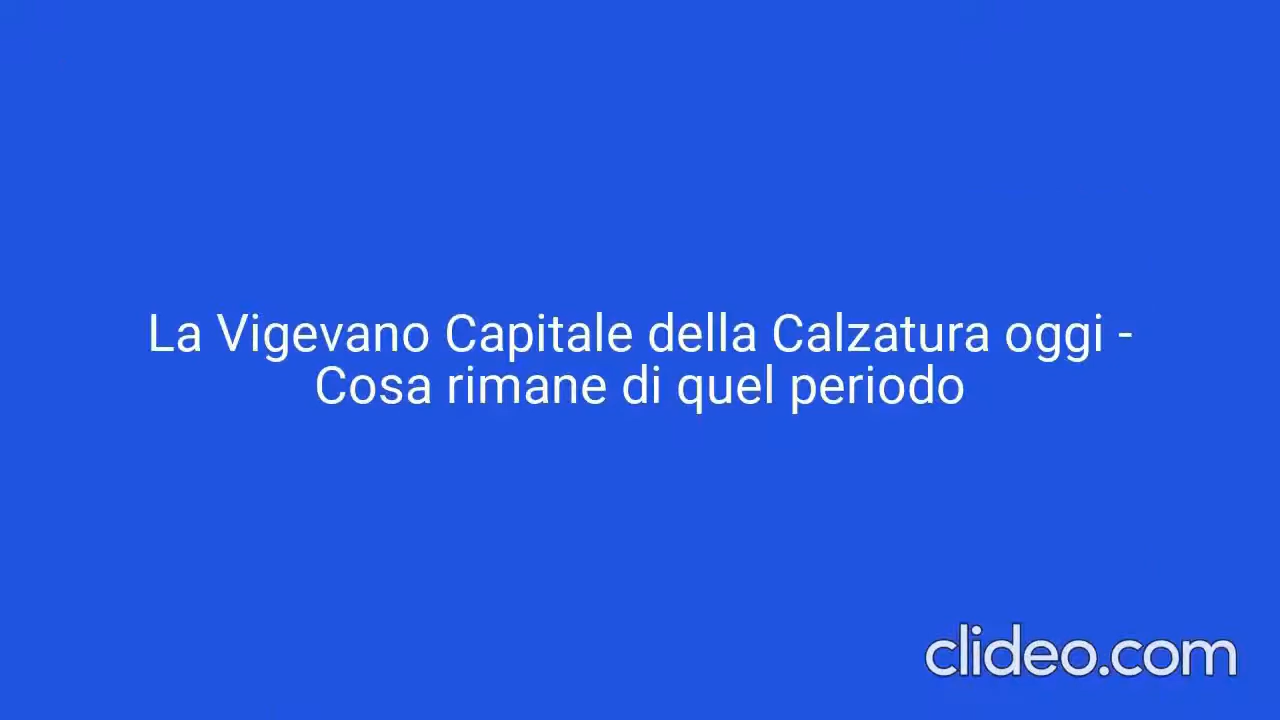 La Vigevano Capitale della Calzatura oggi -
Cosa rimane di quel periodo
clideo.com